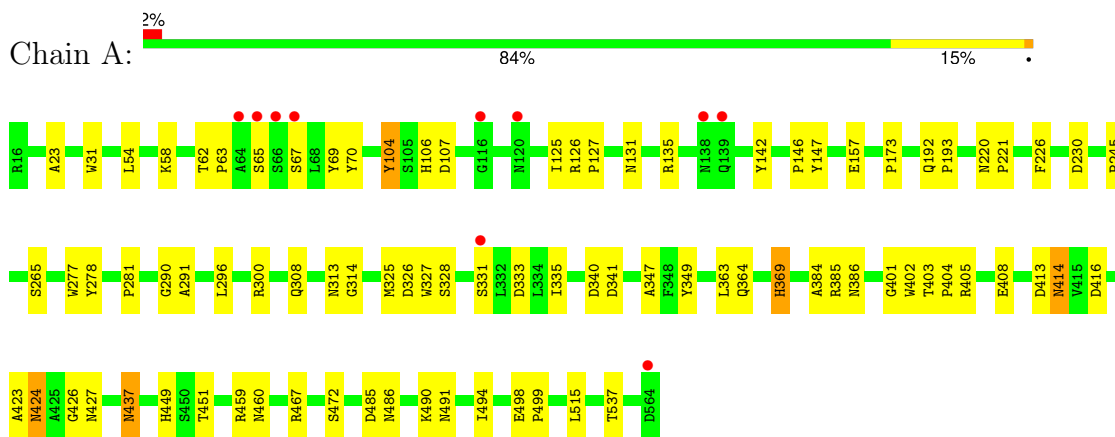 2%
Chain A:
84%
15%
•
R16 A23 W31 L54 K58 T62 P63 A64 S65 S66 S67 L68 Y69 Y70 Y104 S105 H106 D107 G116 N120 I125 R126 P127 N131 R135 N138 Q139 Y142 P146 Y147 E157 P173 Q192 P193 N220 P221 F226 D230
S265 W277 Y278 P281 G290 A291 L296 R300 Q308 N313 G314 M325 D326 W327 S328 S331 L332 D333 L334 I335 D340 D341 A347 F348 Y349 L363 Q364 H369 A384 R385 N386 G401 W402 T403 P404 R405 E408 D413 N414 V415 D416
A423 N424 A425 G426 N427 N437 H449 S450 T451 R459 N460 R467 S472 D485 N486 K490 N491 I494 E498 P499 L515 T537 D564